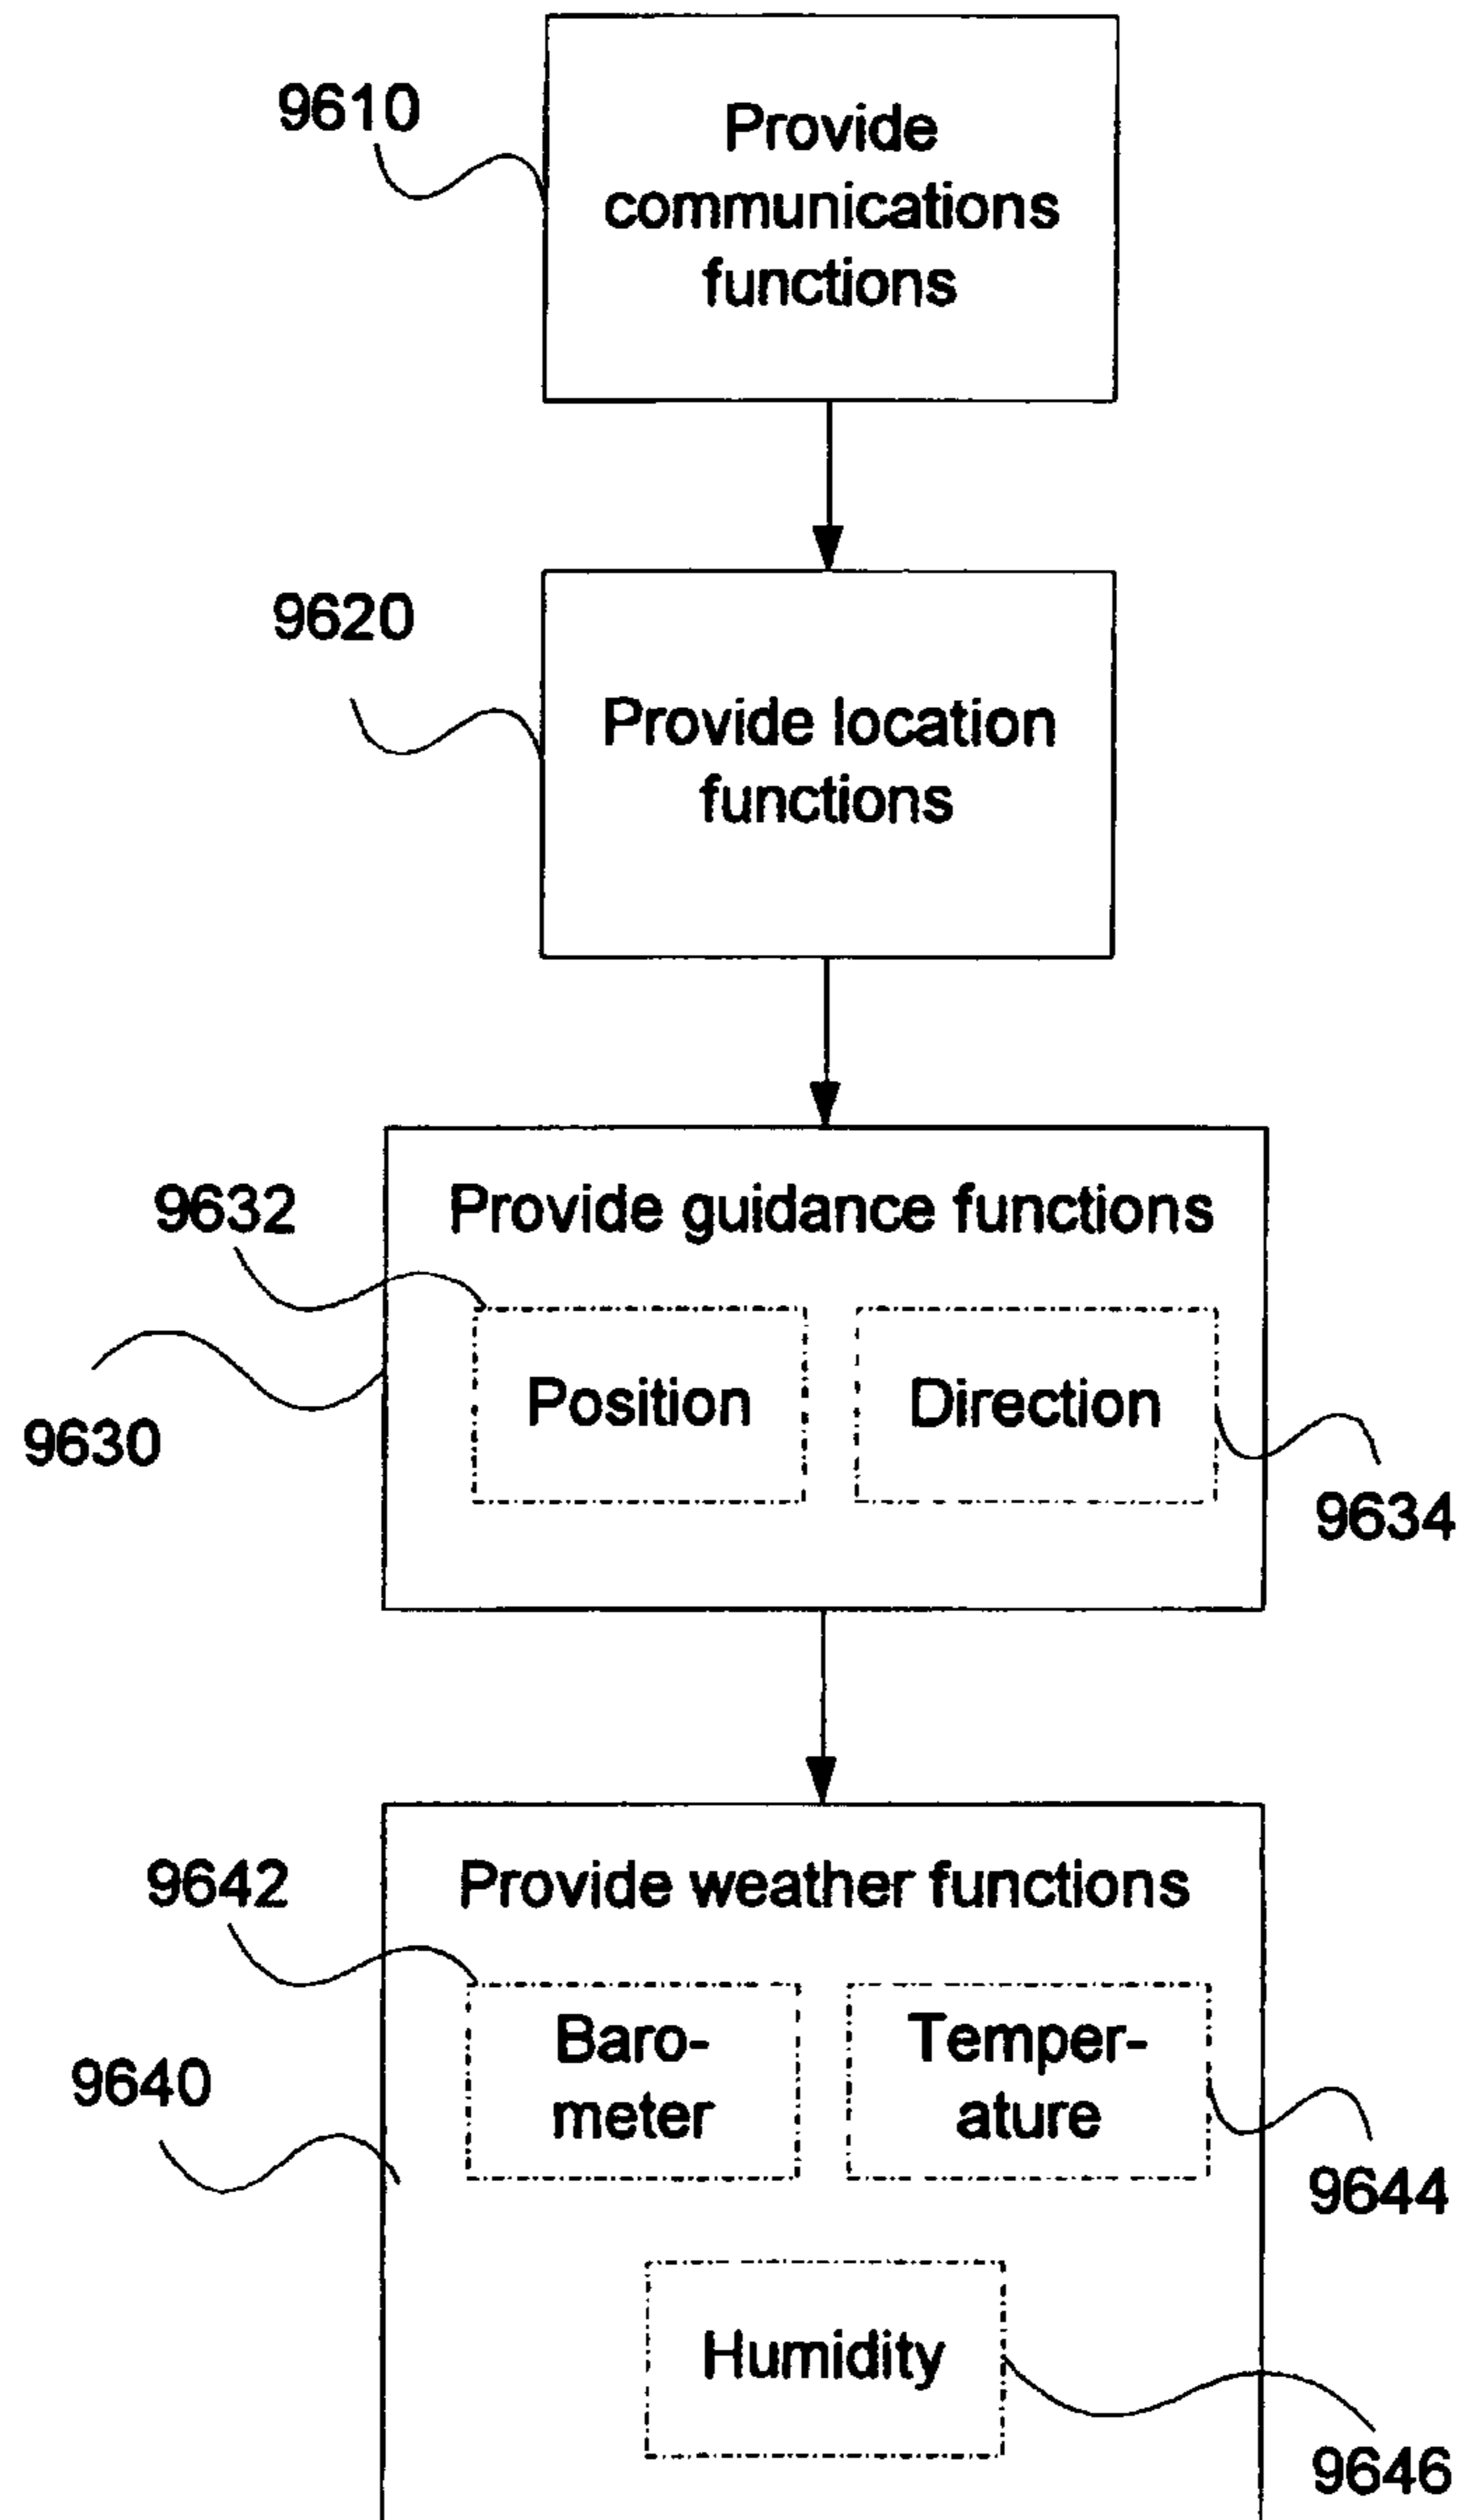 9610
Provide
communications
functions
9620
Provide location
functions
9632
Provide guidance functions
Position
Direction
9630
9634
9642
Provide weather functions
Baro-
meter
Temper-
ature
9640
9644
Humidity
9646